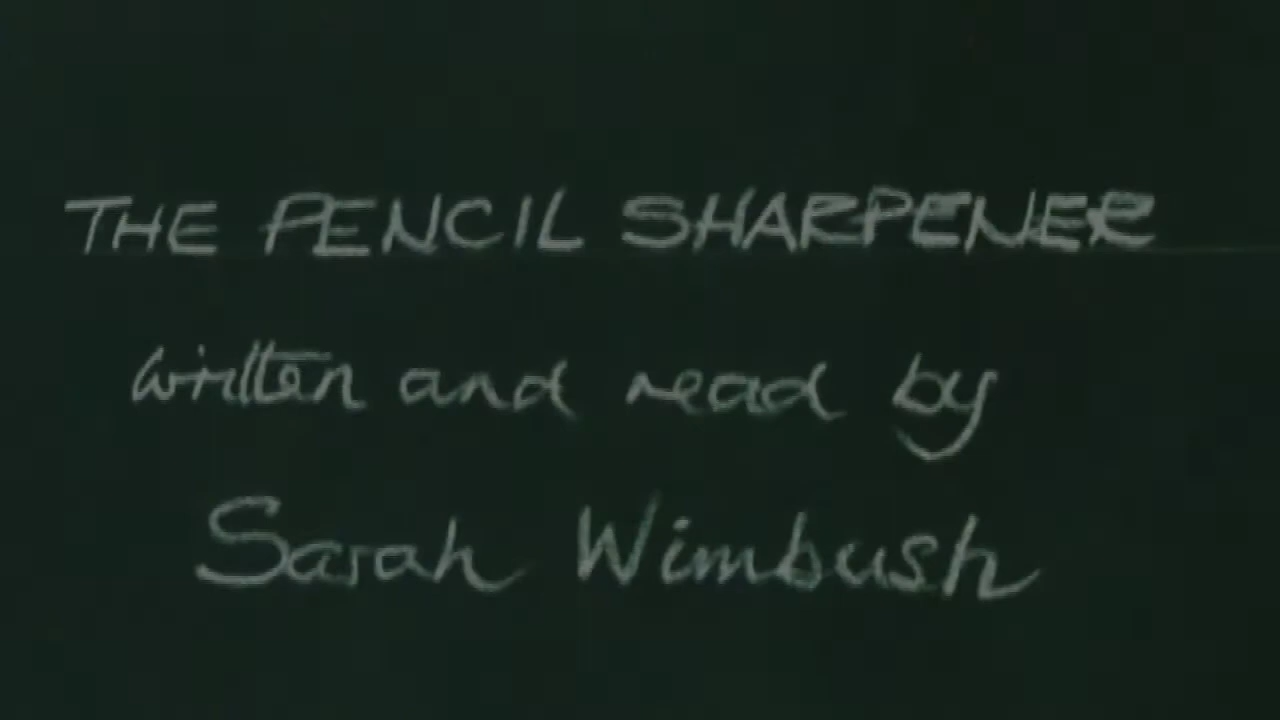 THE PENCIL SHARPENER
written and read by
Sarah Wimbush